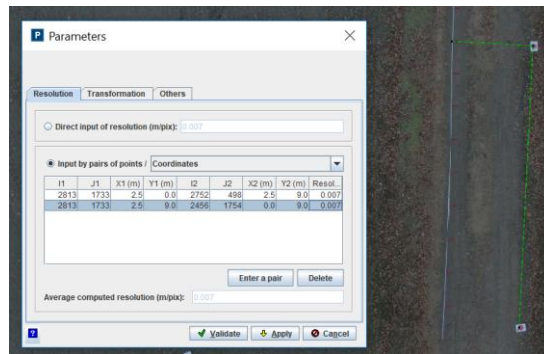 P Parameters
Resolution Transformation Others
Direct input of resolution (m/pix): 0.007
Input by pairs of points / Coordinates
I1 J1 X1 (m) Y1 (m) I2 J2 X2 (m) Y2 (m) Resol...
2813 1733 2.5 0.0 2752 498 2.5 9.0 0.007
2813 1733 2.5 9.0 2456 1754 0.0 9.0 0.007
Enter a pair Delete
Average computed resolution (m/pix): 0.007
? Validate Apply Cancel